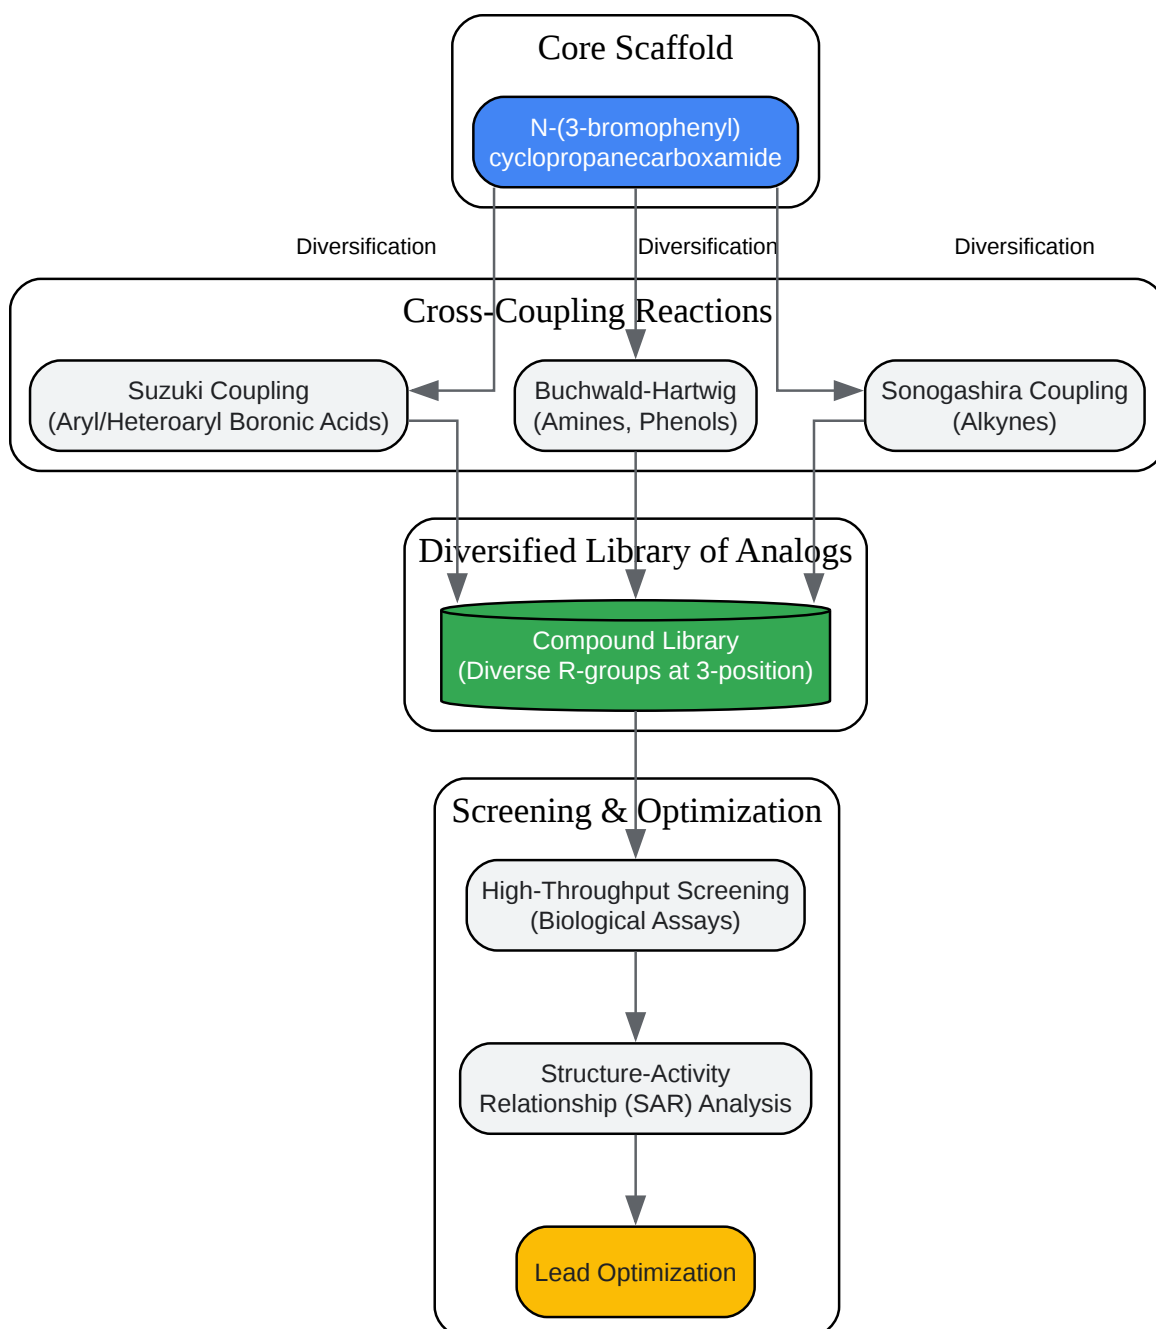 Core Scaffold
N-(3-bromophenyl)
cyclopropanecarboxamide
Diversification
Diversification
Diversification
Cross-Coupling Reactions
Suzuki Coupling
(Aryl/Heteroaryl Boronic Acids)
Buchwald-Hartwig
(Amines, Phenols)
Sonogashira Coupling
(Alkynes)
Diversified Library of Analogs
Compound Library
(Diverse R-groups at 3-position)
Screening & Optimization
High-Throughput Screening
(Biological Assays)
Structure-Activity
Relationship (SAR) Analysis
Lead Optimization